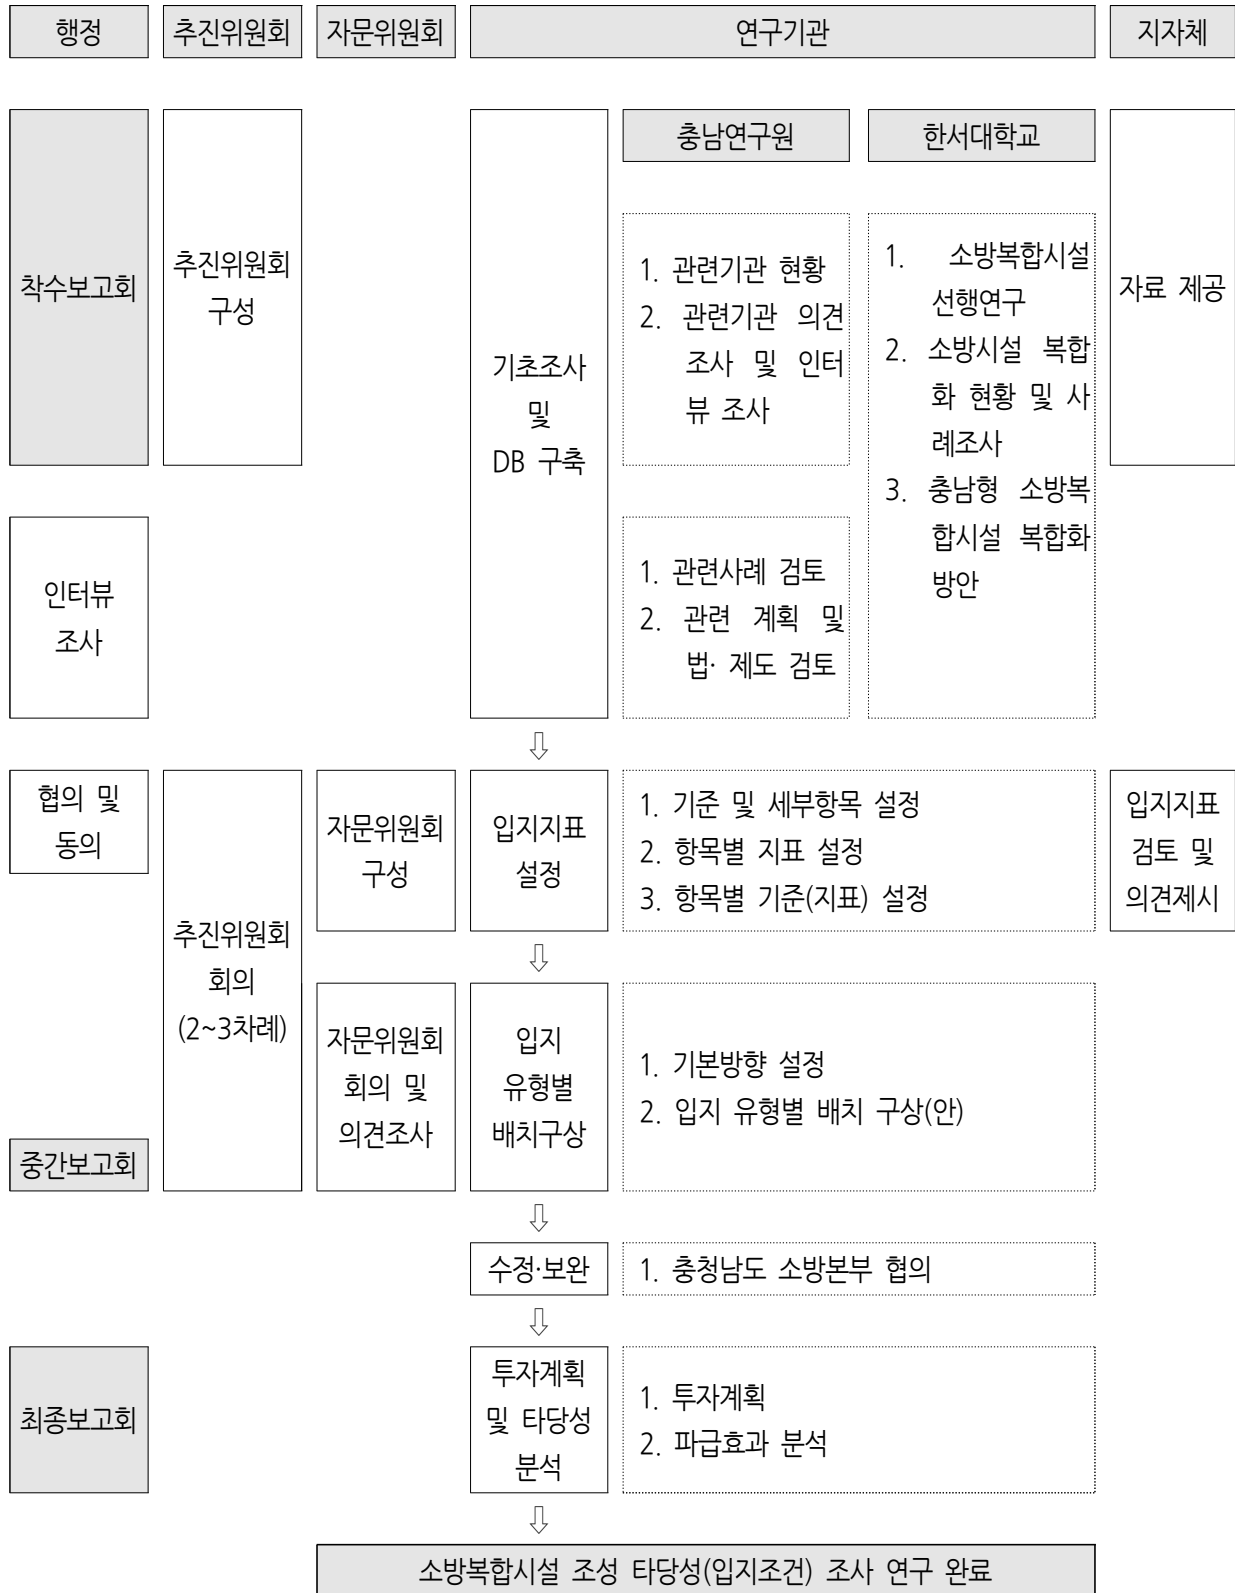 행정
추진위원회
자문위원회
연구기관
지자체
착수보고회
추진위원회
구성
기초조사
및
DB 구축
충남연구원
1. 관련기관 현황
2. 관련기관 의견
조사 및 인터
뷰 조사
한서대학교
1. 소방복합시설
선행연구
2. 소방시설 복합
화 현황 및 사
례조사
3. 충남형 소방복
합시설 복합화
방안
자료 제공
인터뷰
조사
1. 관련사례 검토
2. 관련 계획 및
법· 제도 검토
⇩
협의 및
동의
추진위원회
회의
(2~3차례)
자문위원회
구성
입지지표
설정
1. 기준 및 세부항목 설정
2. 항목별 지표 설정
3. 항목별 기준(지표) 설정
입지지표
검토 및
의견제시
⇩
자문위원회
회의 및
의견조사
입지
유형별
배치구상
1. 기본방향 설정
2. 입지 유형별 배치 구상(안)
중간보고회
⇩
수정·보완
1. 충청남도 소방본부 협의
⇩
최종보고회
투자계획
및 타당성
분석
1. 투자계획
2. 파급효과 분석
⇩
소방복합시설 조성 타당성(입지조건) 조사 연구 완료